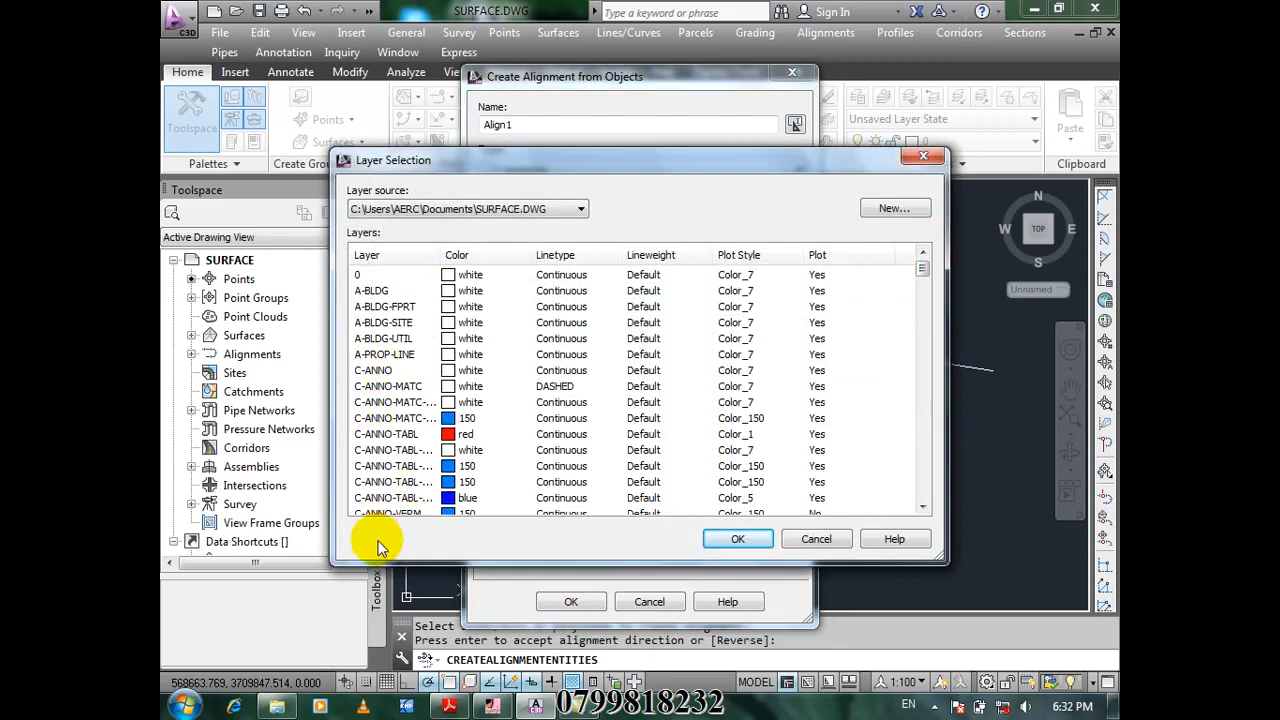 SURFACE.DWG
Type a keyword or phrase
Sign In
C3D
File Edit View Insert General Survey Points Surfaces Lines/Curves Parcels Grading Alignments Profiles Corridors Sections
Pipes Annotation Inquiry Window Help Express
Home Insert Annotate Modify Analyze
Create Alignment from Objects
Name:
Align1
Toolspace
Points
Surfaces
Unsaved Layer State
Paste
Palettes
Clipboard
Layer Selection
Layer source:
C:\Users\AERC\Documents\SURFACE.DWG
New...
Layers:
Layer Color Linetype Lineweight Plot Style Plot
0 white Continuous Default Color_7 Yes
A-BLDG white Continuous Default Color_7 Yes
A-BLDG-FPRT white Continuous Default Color_7 Yes
A-BLDG-SITE white Continuous Default Color_7 Yes
A-BLDG-UTIL white Continuous Default Color_7 Yes
A-PROP-LINE white Continuous Default Color_7 Yes
C-ANNO white Continuous Default Color_7 Yes
C-ANNO-MATC white DASHED Default Color_7 Yes
C-ANNO-MATC-... white Continuous Default Color_7 Yes
C-ANNO-MATC-... 150 Continuous Default Color_150 Yes
C-ANNO-TABL red Continuous Default Color_1 Yes
C-ANNO-TABL-... white Continuous Default Color_7 Yes
C-ANNO-TABL-... 150 Continuous Default Color_150 Yes
C-ANNO-TABL-... 150 Continuous Default Color_150 Yes
C-ANNO-TABL-... blue Continuous Default Color_5 Yes
C-ANNO-VFRM 150 Continuous Default Color_150 No
OK Cancel Help
Toolspace
Active Drawing View
SURFACE
Points
Point Groups
Point Clouds
Surfaces
Alignments
Sites
Catchments
Pipe Networks
Pressure Networks
Corridors
Assemblies
Intersections
Survey
View Frame Groups
Data Shortcuts []
Toolbox
N
W TOP E
S
Unnamed
OK Cancel Help
Press enter to accept alignment direction or [Reverse]:
CREATEALIGNMENTENTITIES
568663.769, 3709847.514, 0.000
MODEL
1:100
0799818232
EN
6:32 PM